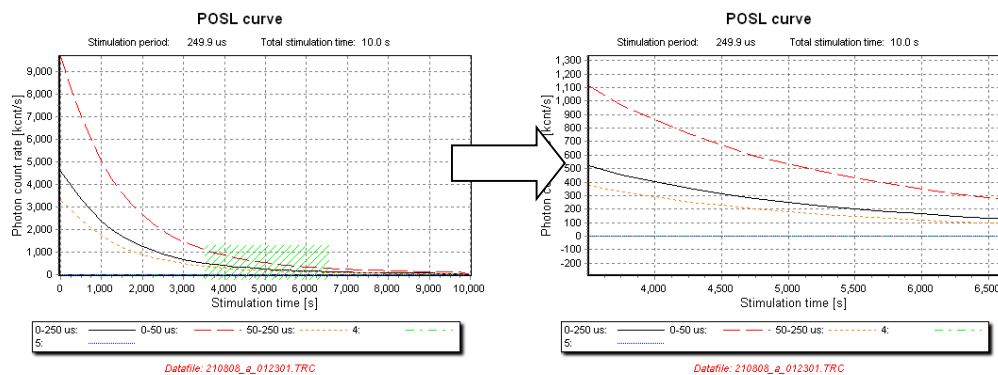 POSL curve
Stimulation period: 249.9 us Total stimulation time: 10.0 s
9,000
8,000
7,000
6,000
5,000
4,000
3,000
2,000
1,000
0
Photon count rate [kcnt/s]
0 1,000 2,000 3,000 4,000 5,000 6,000 7,000 8,000 9,000 10,000
Stimulation time [s]
0-250 us: 0-50 us: 50-250 us: 4:
5:
Datafile: 210808_a_012301.TRC
POSL curve
Stimulation period: 249.9 us Total stimulation time: 10.0 s
1,300
1,200
1,100
1,000
900
800
700
600
500
400
300
200
100
0
-100
-200
Photon c kcnt/s]
4,000 4,500 5,000 5,500 6,000 6,500
Stimulation time [s]
0-250 us: 0-50 us: 50-250 us: 4:
5:
Datafile: 210808_a_012301.TRC